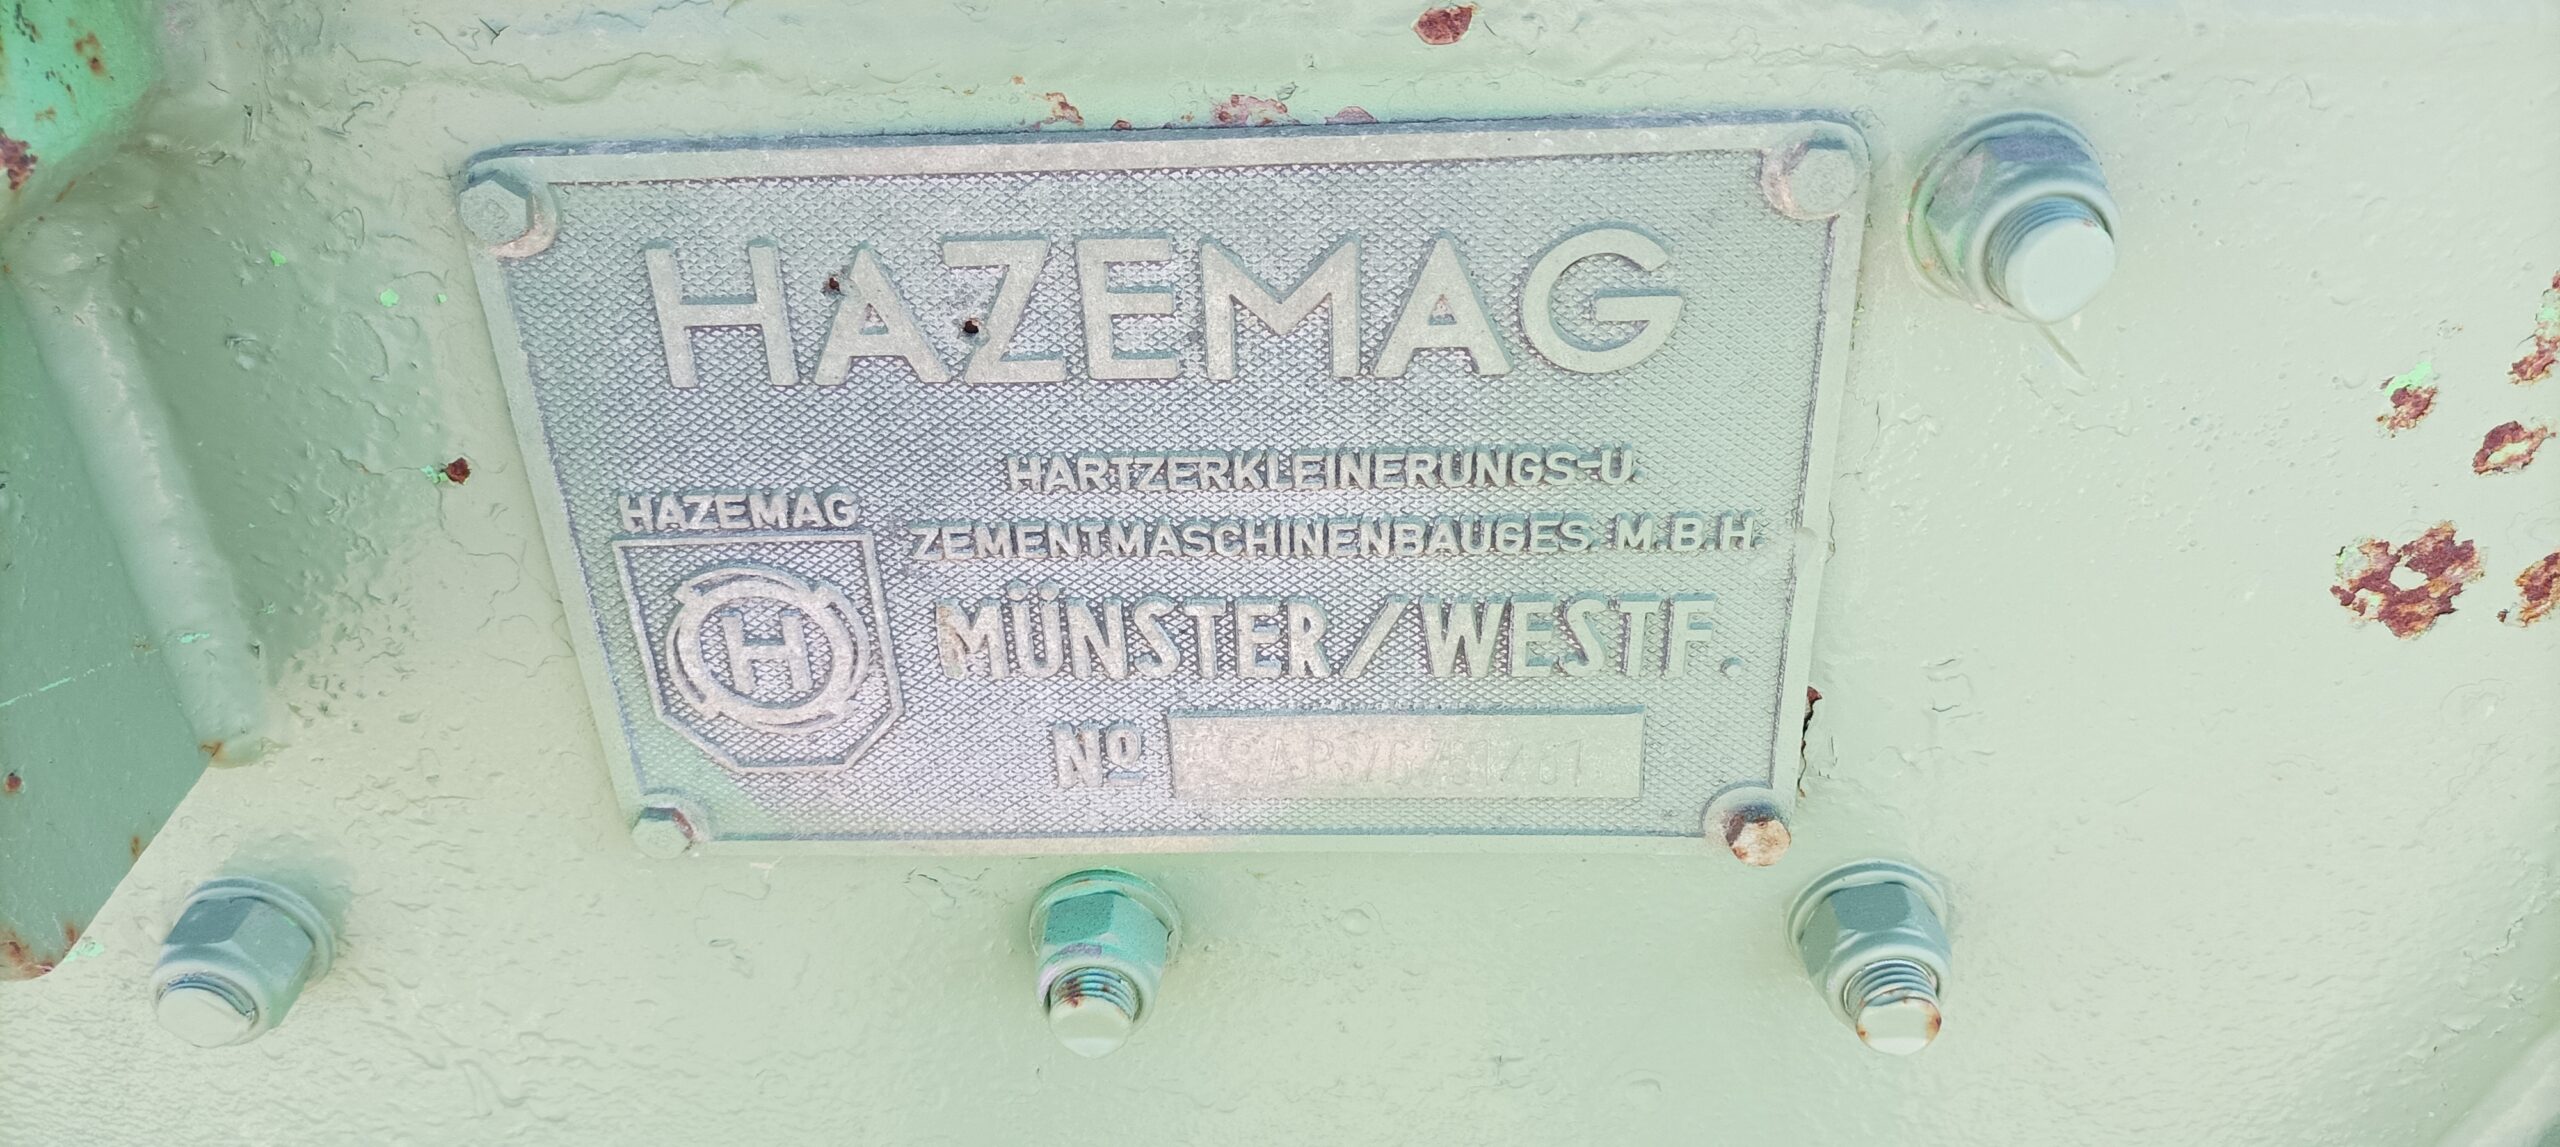 HAZEMAG
HARTZERKLEINERUNGS-U.
ZEMENTMASCHINENBAUGES. M.B.H.
HAZEMAG
H
MÜNSTER/WESTF.
Nº